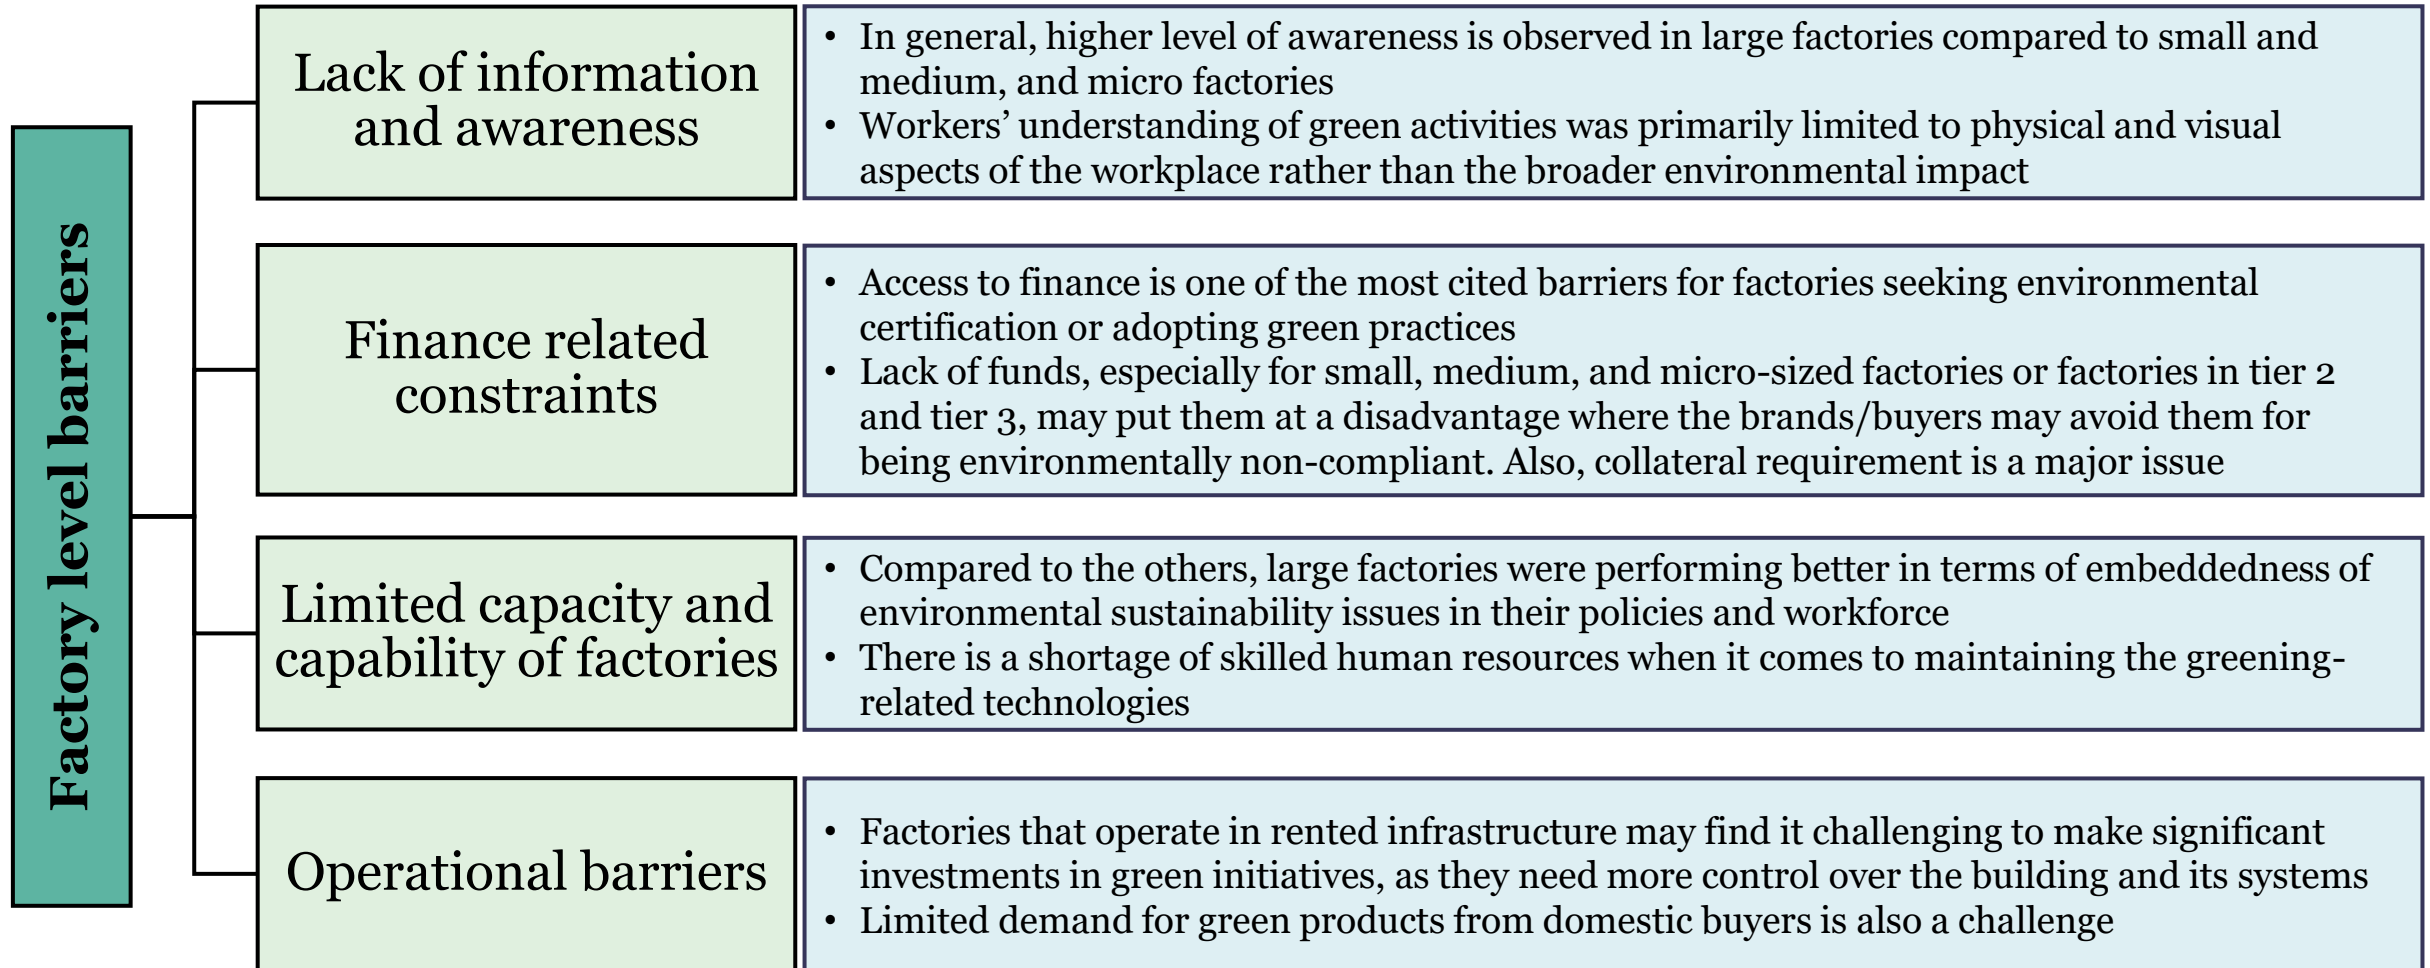 Factory level barriers
Lack of information
and awareness
• In general, higher level of awareness is observed in large factories compared to small and
medium, and micro factories
• Workers’ understanding of green activities was primarily limited to physical and visual
aspects of the workplace rather than the broader environmental impact
Finance related
constraints
• Access to finance is one of the most cited barriers for factories seeking environmental
certification or adopting green practices
• Lack of funds, especially for small, medium, and micro-sized factories or factories in tier 2
and tier 3, may put them at a disadvantage where the brands/buyers may avoid them for
being environmentally non-compliant. Also, collateral requirement is a major issue
Limited capacity and
capability of factories
• Compared to the others, large factories were performing better in terms of embeddedness of
environmental sustainability issues in their policies and workforce
• There is a shortage of skilled human resources when it comes to maintaining the greening-
related technologies
Operational barriers
• Factories that operate in rented infrastructure may find it challenging to make significant
investments in green initiatives, as they need more control over the building and its systems
• Limited demand for green products from domestic buyers is also a challenge